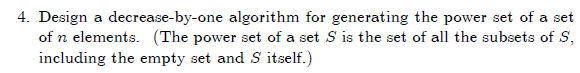 4. Design a decrease-by-one algorithm for generating the power set of a set
of n elements. (The power set of a set S is the set of all the subsets of S,
including the empty set and S itself.)